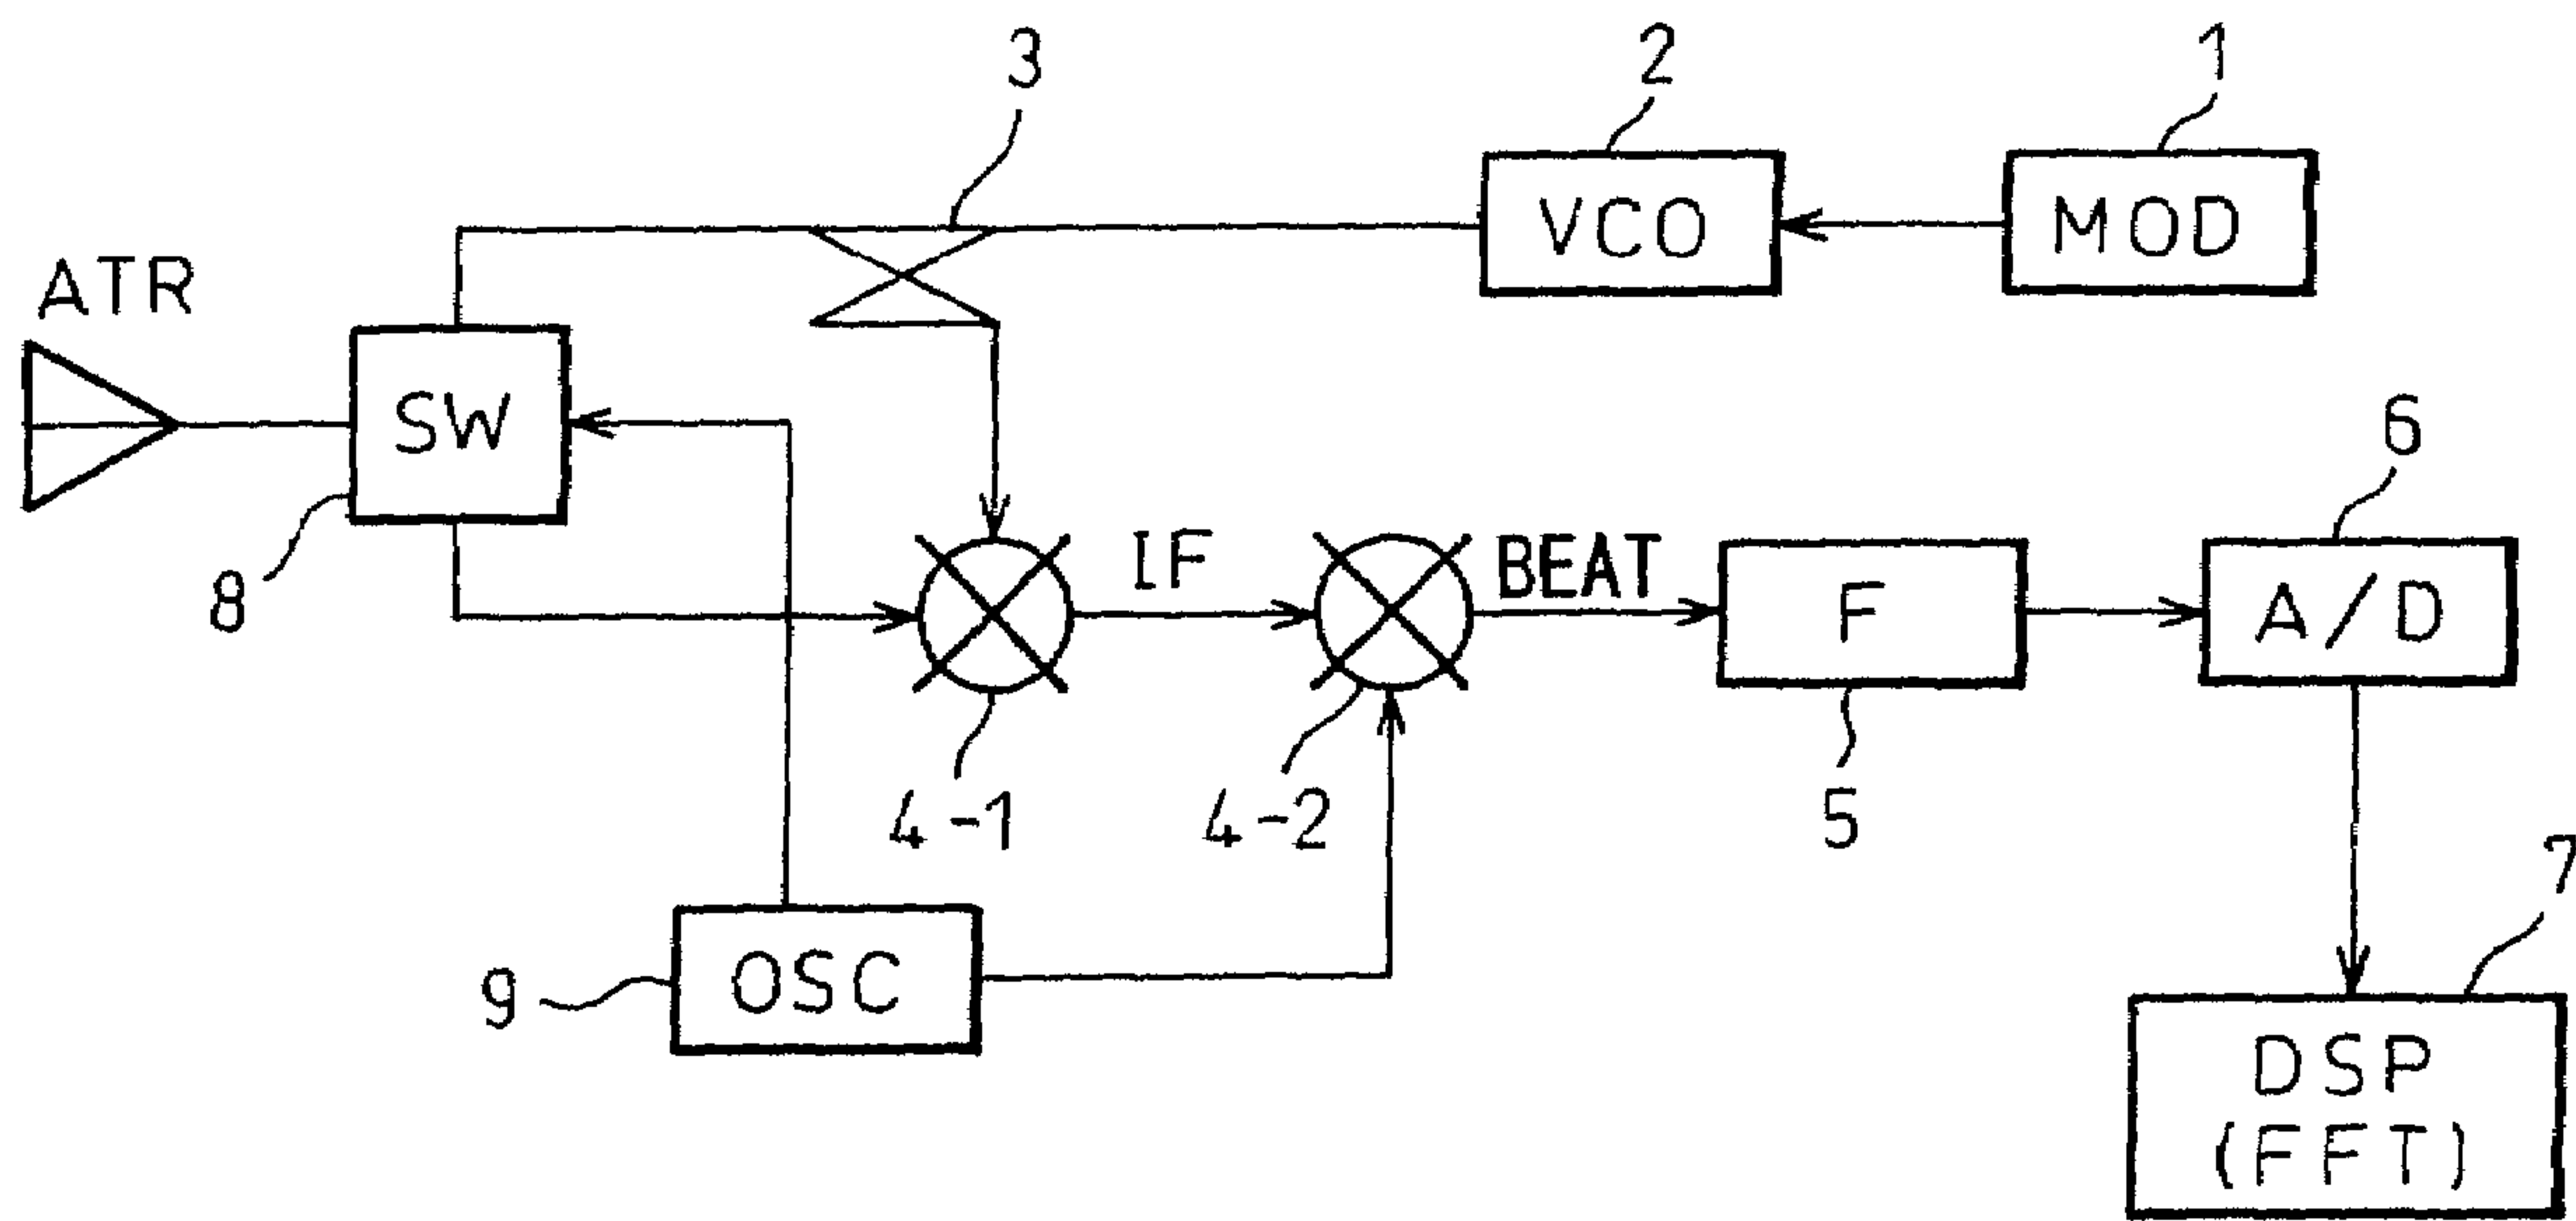 3
2
1
VCO
MOD
ATR
SW
6
IF
BEAT
F
A/D
8
4-1
4-2
5
7
9
OSC
DSP
(FFT)